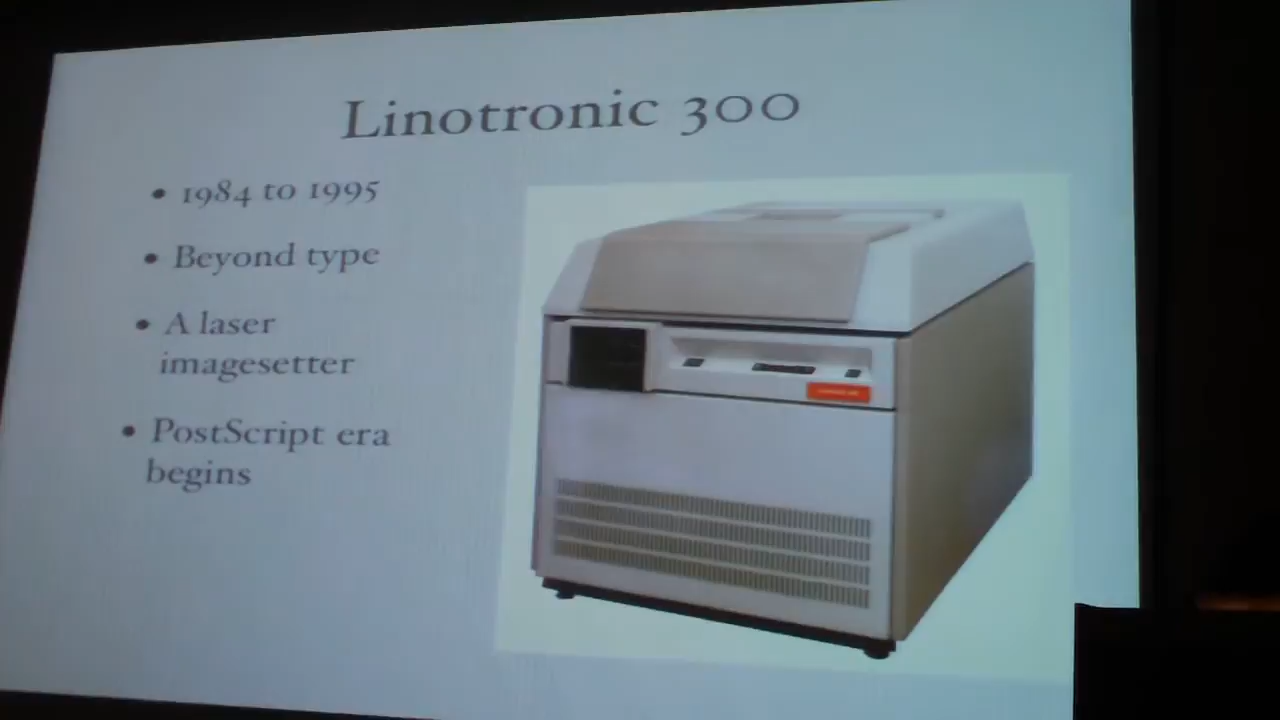 Linotronic 300
• 1984 to 1995
• Beyond type
• A laser
imagesetter
• PostScript era
begins